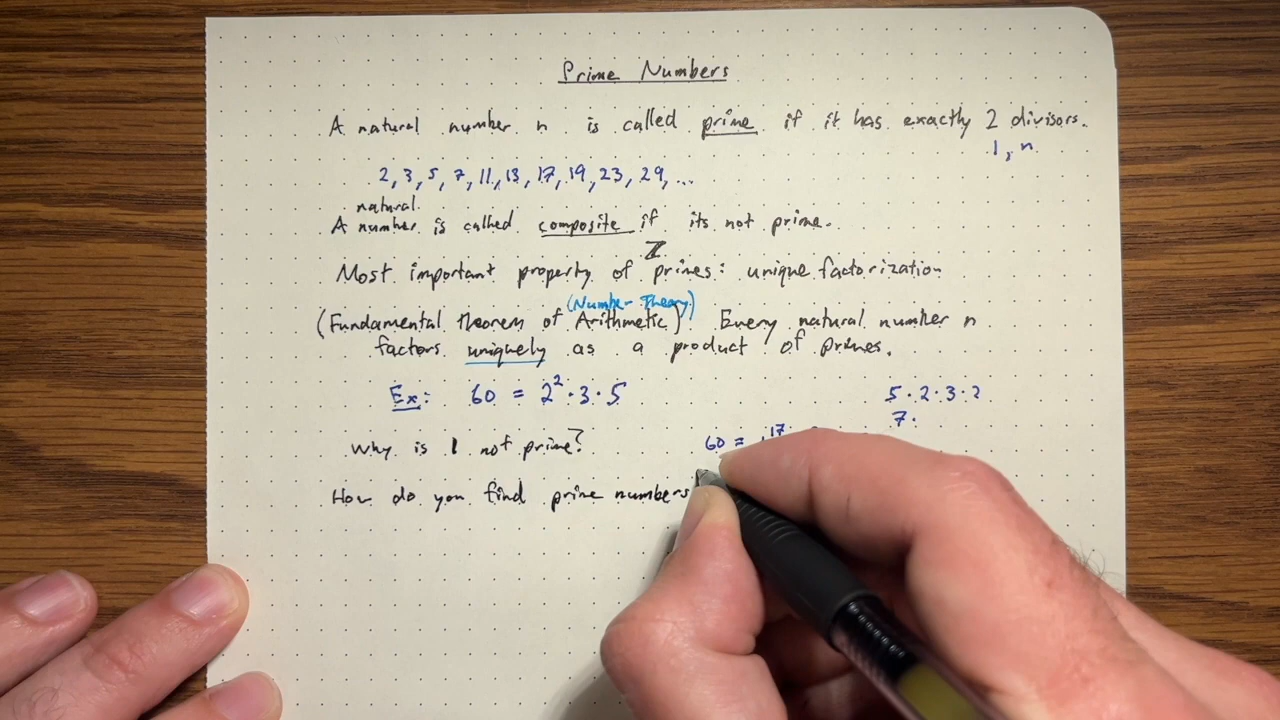 Prime Numbers
A natural number n is called prime if it has exactly 2 divisors.
1, n
2, 3, 5, 7, 11, 13, 17, 19, 23, 29, ...
natural
A number is called composite if its not prime.
ℤ
Most important property of primes: unique factorization
(Number Theory)
(Fundamental theorem of Arithmetic): Every natural number n
factors uniquely as a product of primes.
Ex: 60 = 2²·3·5
5·2·3·2
7·
Why is 1 not prime?
60 = 1¹⁷
How do you find prime numbers